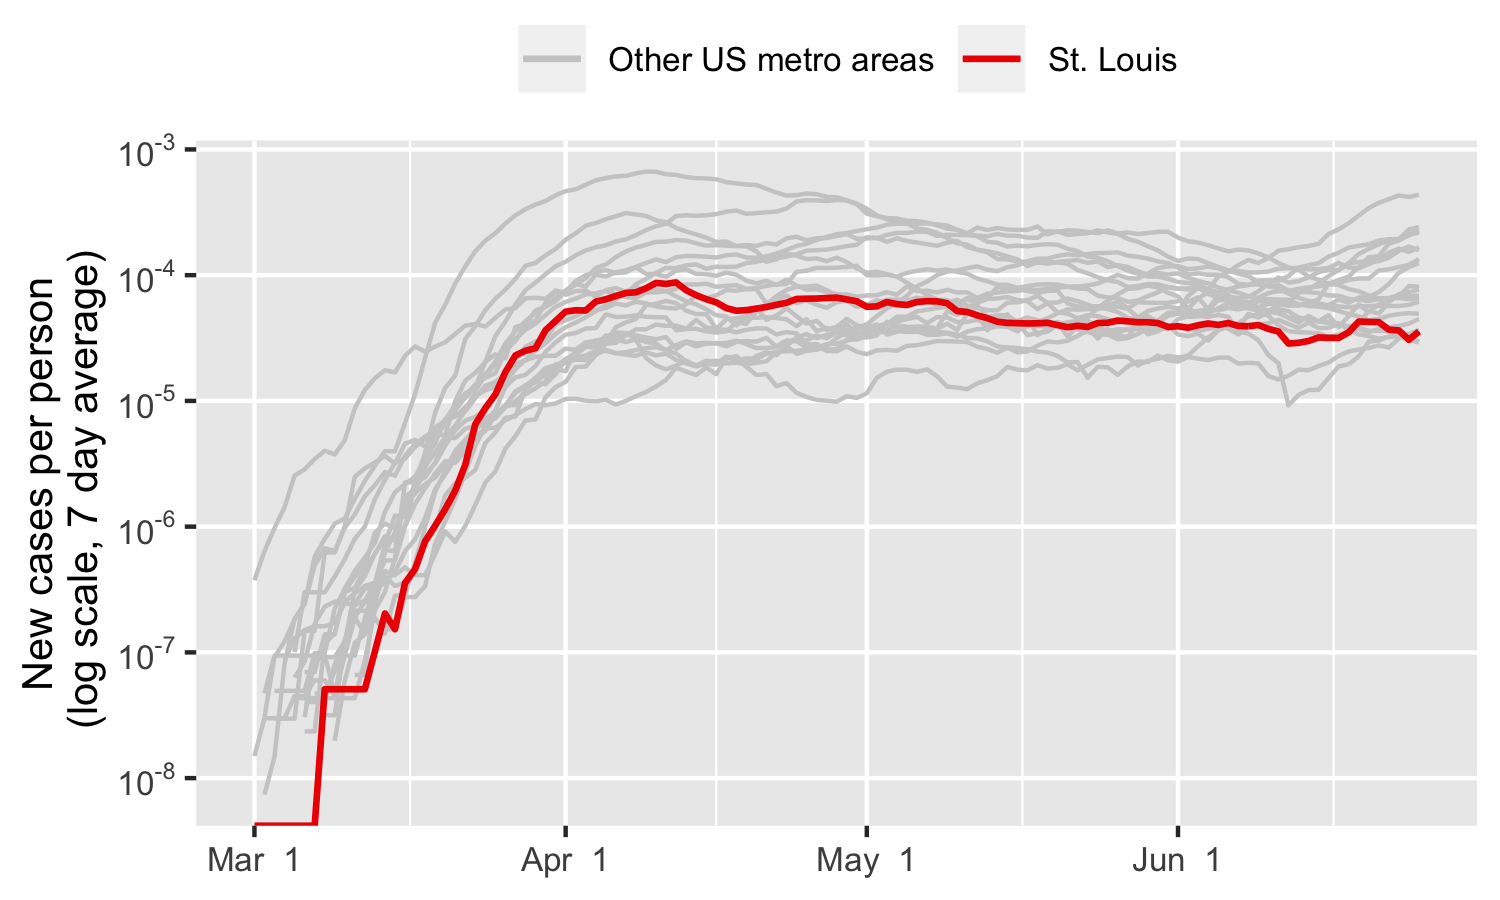 Other US metro areas St. Louis
New cases per person
(log scale, 7 day average)
10⁻³
10⁻⁴
10⁻⁵
10⁻⁶
10⁻⁷
10⁻⁸
Mar 1 Apr 1 May 1 Jun 1